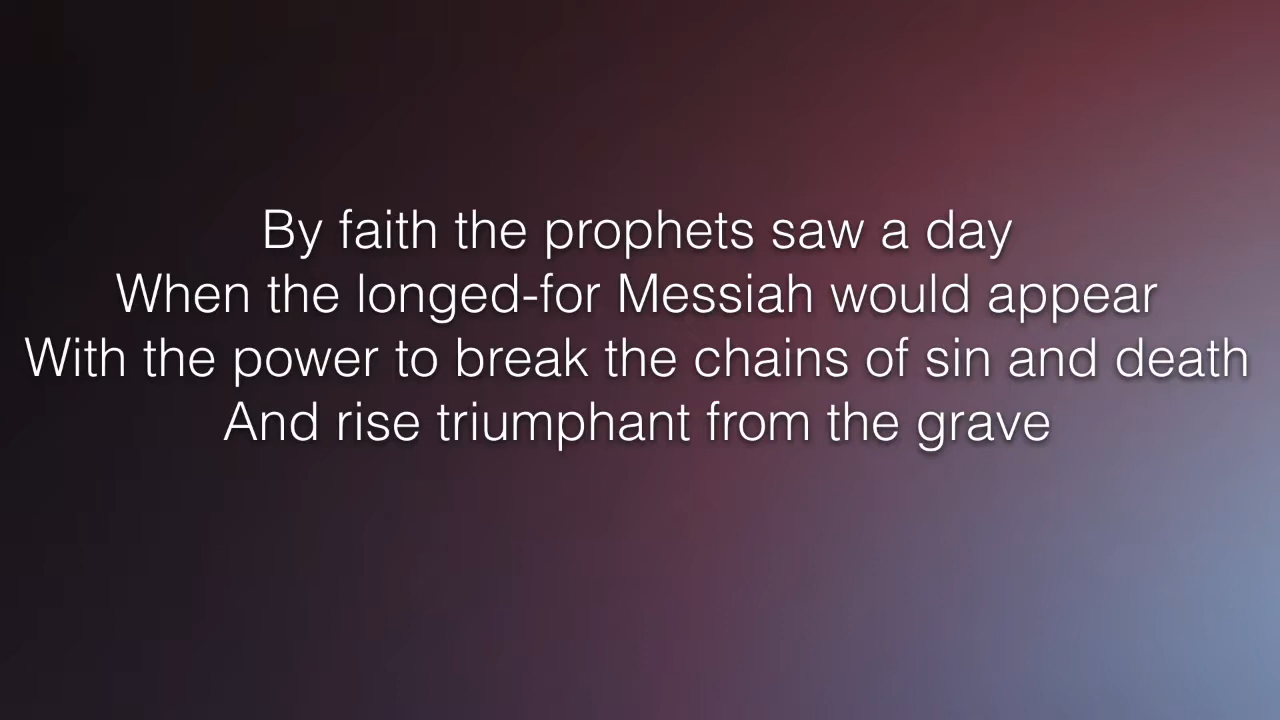 By faith the prophets saw a day
When the longed-for Messiah would appear
With the power to break the chains of sin and death
And rise triumphant from the grave